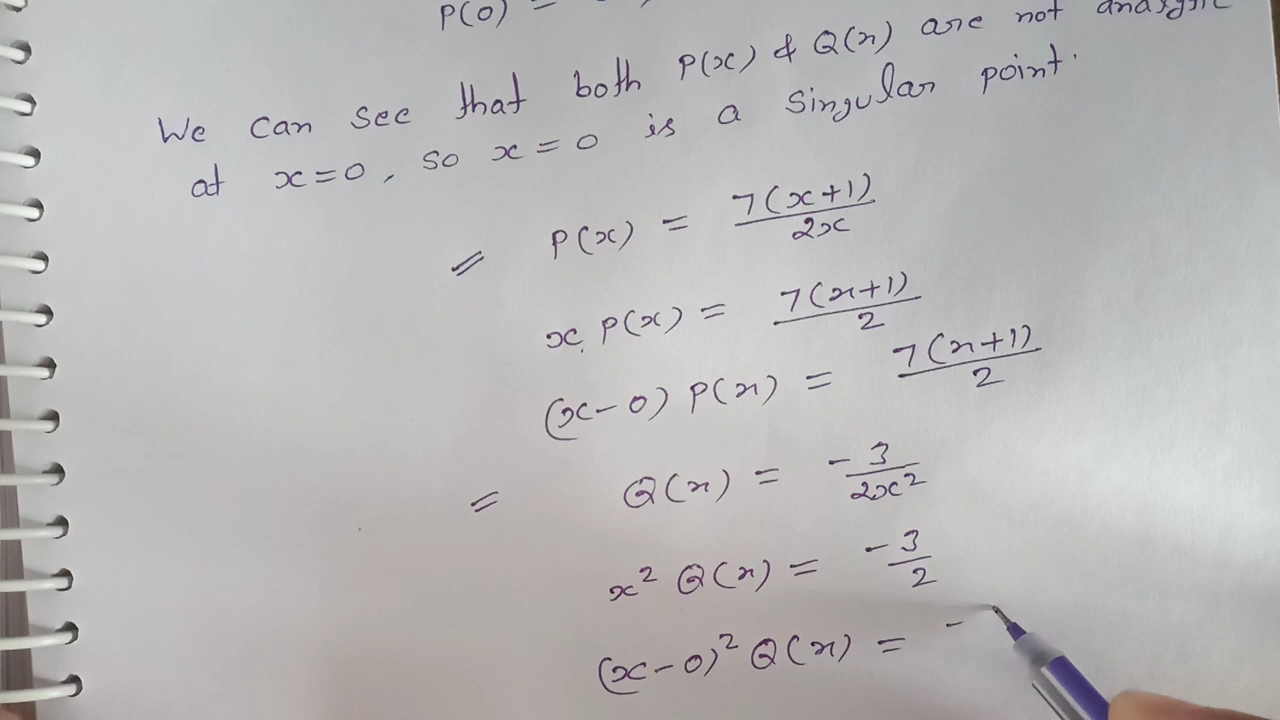 P(0) =
We can see that both P(x) & Q(x) are not
at x=0, so x=0 is a singular point.
= P(x) = 7(x+1)/2x
x. P(x) = 7(x+1)/2
(x-0) P(x) = 7(x+1)/2
= Q(x) = -3/2x²
x² Q(x) = -3/2
(x-0)² Q(x) = -